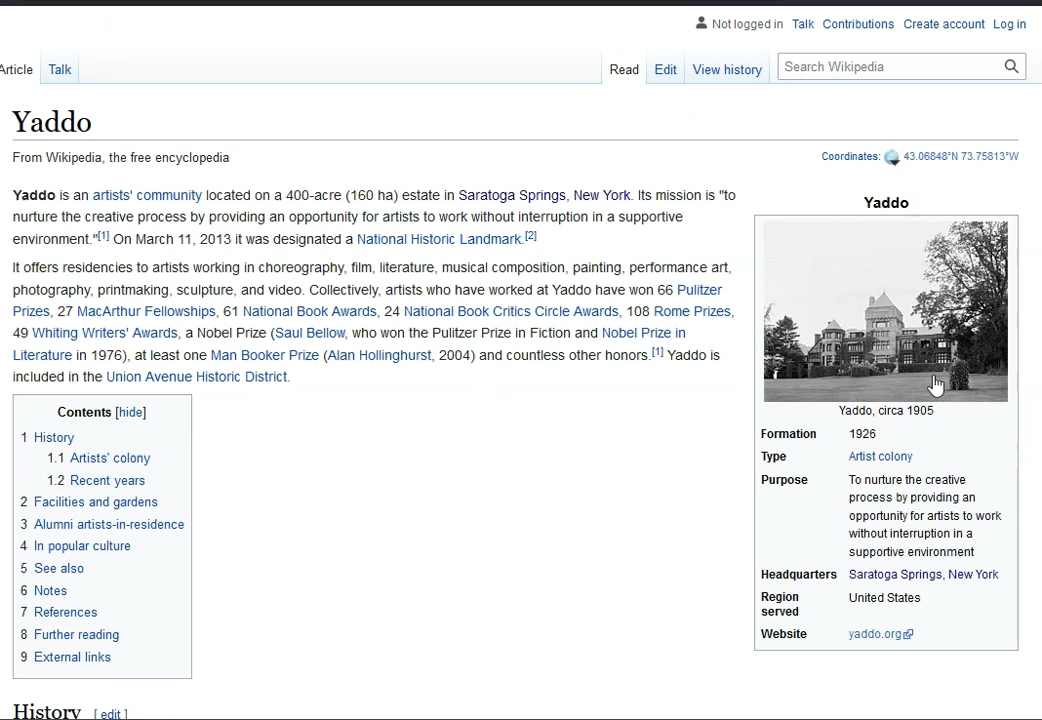 Not logged in Talk Contributions Create account Log in
Article Talk Read Edit View history Search Wikipedia
Yaddo
From Wikipedia, the free encyclopedia
Coordinates: 43.06848°N 73.75813°W
Yaddo is an artists' community located on a 400-acre (160 ha) estate in Saratoga Springs, New York. Its mission is "to
nurture the creative process by providing an opportunity for artists to work without interruption in a supportive
environment."[1] On March 11, 2013 it was designated a National Historic Landmark.[2]
It offers residencies to artists working in choreography, film, literature, musical composition, painting, performance art,
photography, printmaking, sculpture, and video. Collectively, artists who have worked at Yaddo have won 66 Pulitzer
Prizes, 27 MacArthur Fellowships, 61 National Book Awards, 24 National Book Critics Circle Awards, 108 Rome Prizes,
49 Whiting Writers' Awards, a Nobel Prize (Saul Bellow, who won the Pulitzer Prize in Fiction and Nobel Prize in
Literature in 1976), at least one Man Booker Prize (Alan Hollinghurst, 2004) and countless other honors.[1] Yaddo is
included in the Union Avenue Historic District.
Contents [hide]
1 History
1.1 Artists' colony
1.2 Recent years
2 Facilities and gardens
3 Alumni artists-in-residence
4 In popular culture
5 See also
6 Notes
7 References
8 Further reading
9 External links
Yaddo
Yaddo, circa 1905
Formation 1926
Type Artist colony
Purpose To nurture the creative
process by providing an
opportunity for artists to work
without interruption in a
supportive environment
Headquarters Saratoga Springs, New York
Region United States
served
Website yaddo.org
History [ edit ]